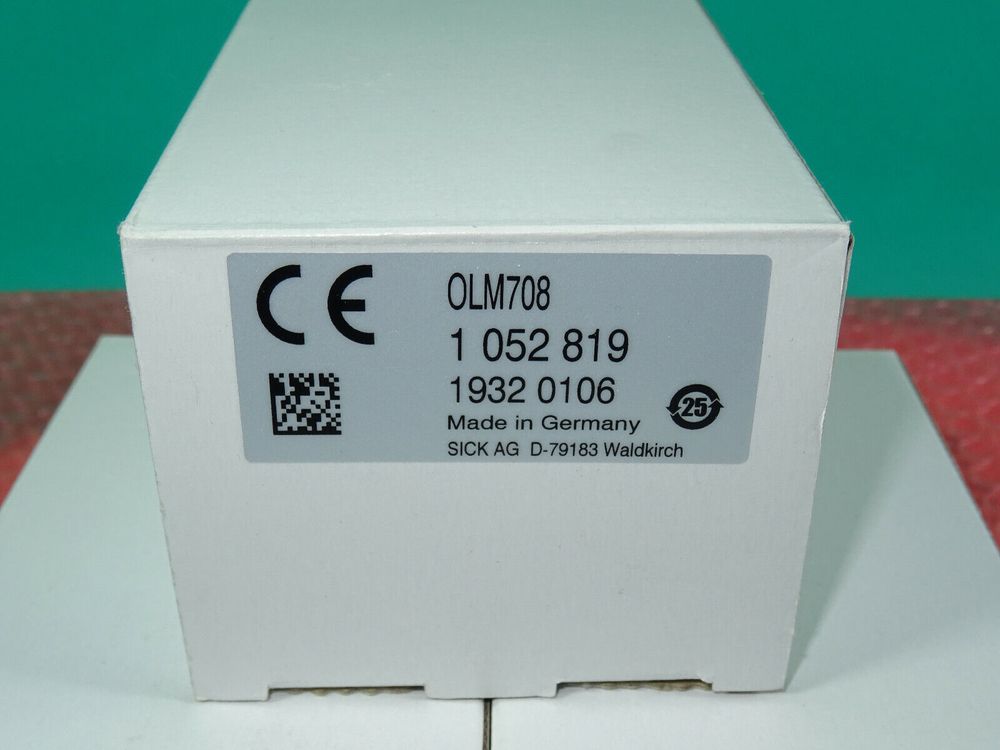 CE
OLM708
1 052 819
1932 0106
25
Made in Germany
SICK AG D-79183 Waldkirch